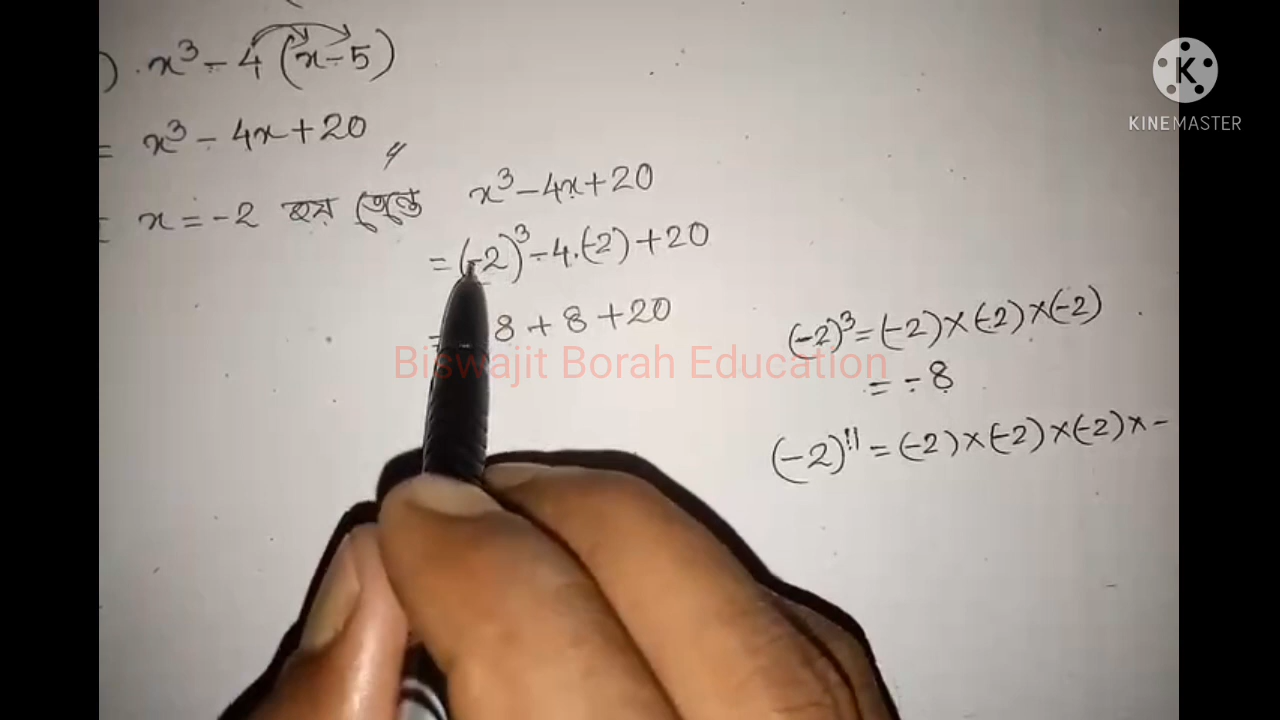 ) x³ - 4 (x - 5)
= x³ - 4x + 20
x = -2 হয় তেন্তে x³ - 4x + 20
= (-2)³ - 4.(-2) + 20
8 + 8 + 20
(-2)³ = (-2) × (-2) × (-2)
= -8
(-2)¹¹ = (-2) × (-2) × (-2) × -
Biswajit Borah Education
K
KINEMASTER